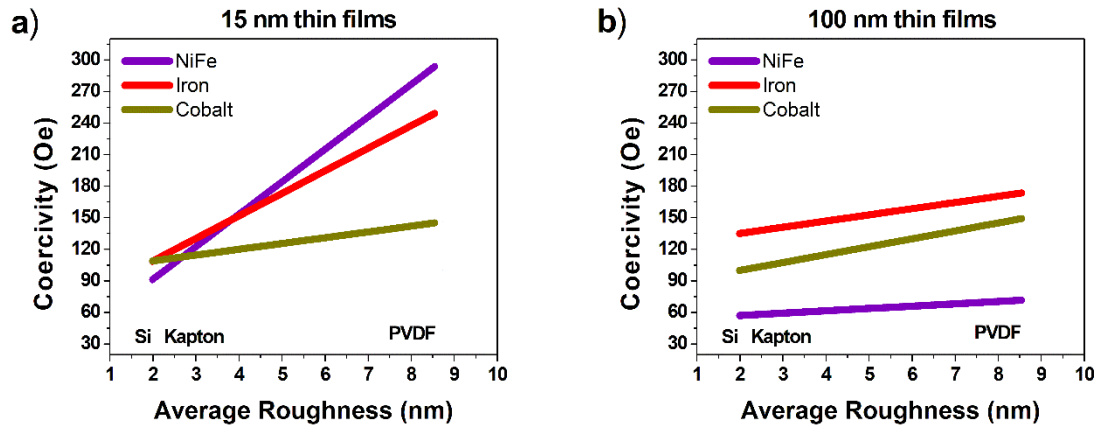 a)
15 nm thin films
Coercivity (Oe)
300
270
240
210
180
150
120
90
60
30
NiFe
Iron
Cobalt
Si Kapton PVDF
1 2 3 4 5 6 7 8 9 10
Average Roughness (nm)
b)
100 nm thin films
Coercivity (Oe)
300
270
240
210
180
150
120
90
60
30
NiFe
Iron
Cobalt
Si Kapton PVDF
1 2 3 4 5 6 7 8 9 10
Average Roughness (nm)